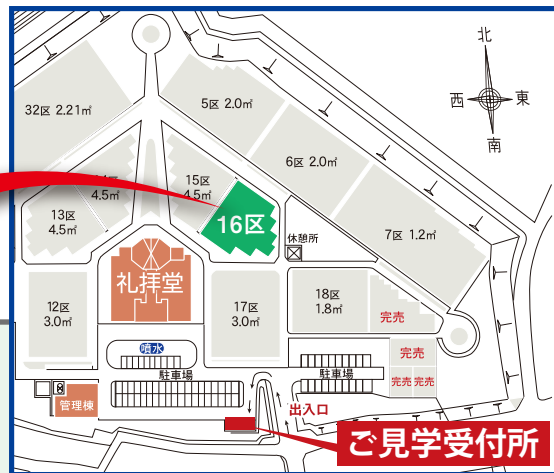 北
西 東
南
32区 2.21㎡
5区 2.0㎡
6区 2.0㎡
7区 1.2㎡
4.5㎡
15区
4.5㎡
13区
4.5㎡
16区
休憩所
礼拝堂
12区
3.0㎡
17区
3.0㎡
18区
1.8㎡
完売
完売
完売 完売
噴水
駐車場
駐車場
管理棟
出入口
ご見学受付所